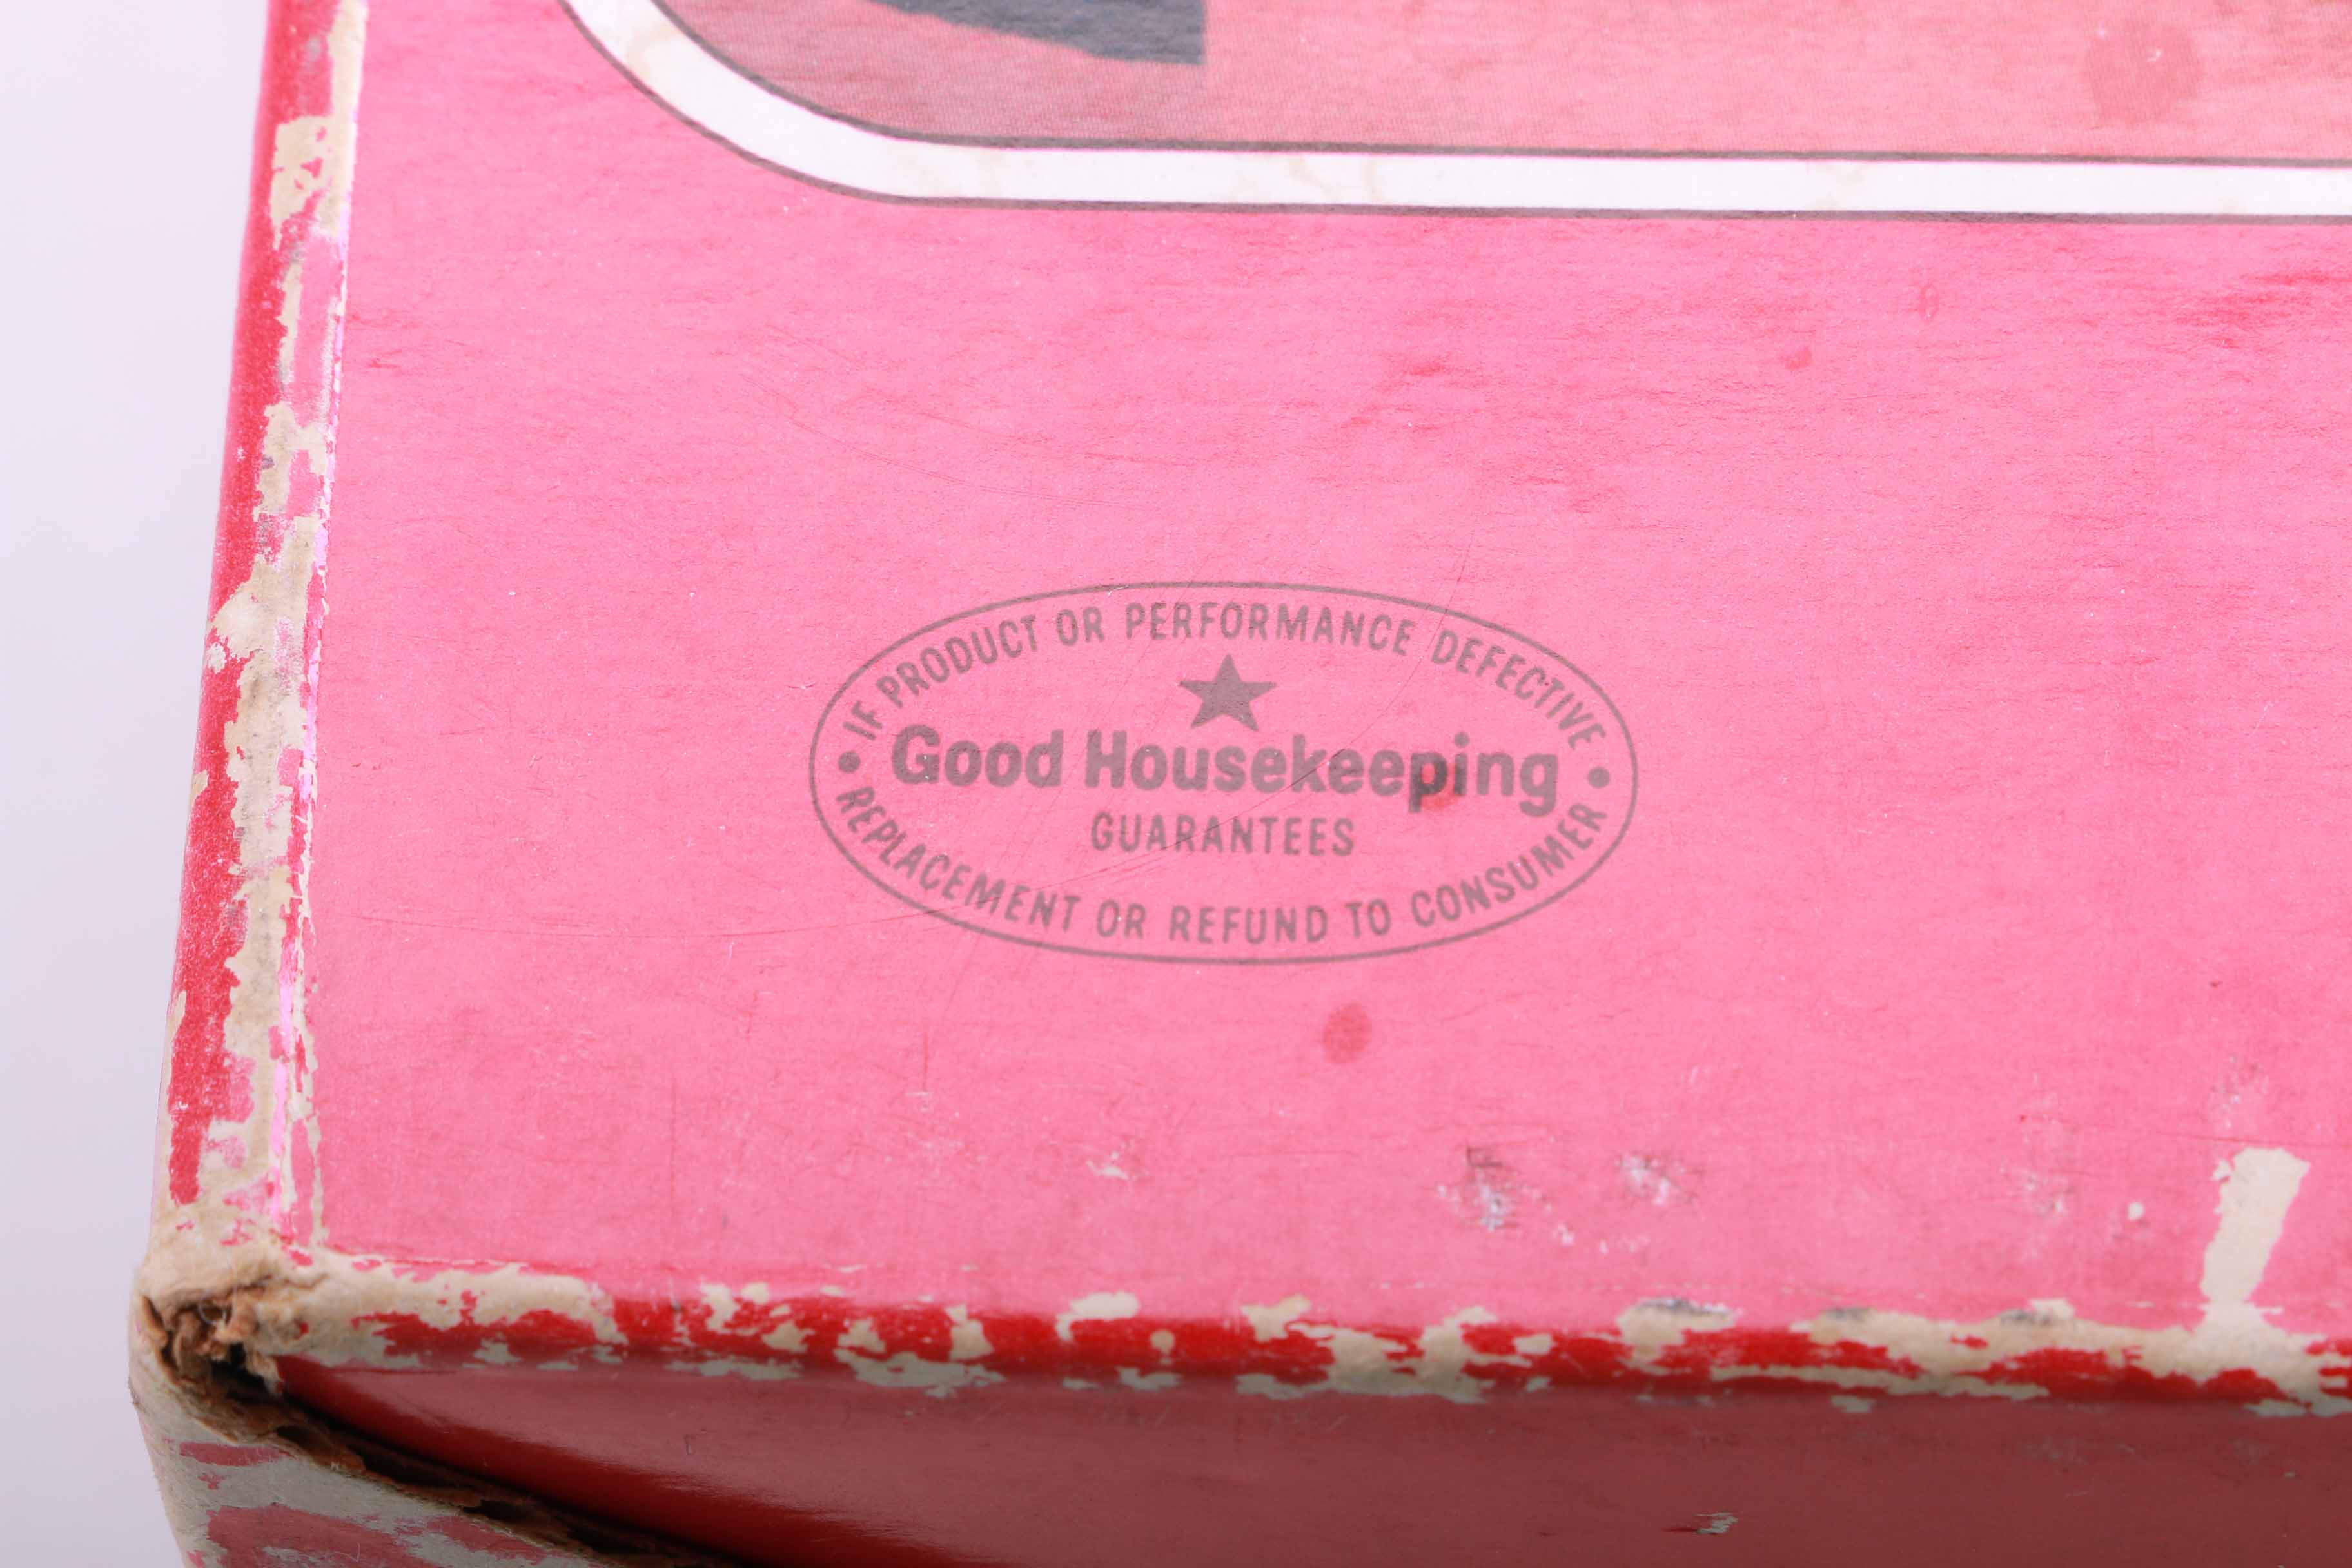 IF PRODUCT OR PERFORMANCE DEFECTIVE
Good Housekeeping
GUARANTEES
REPLACEMENT OR REFUND TO CONSUMER